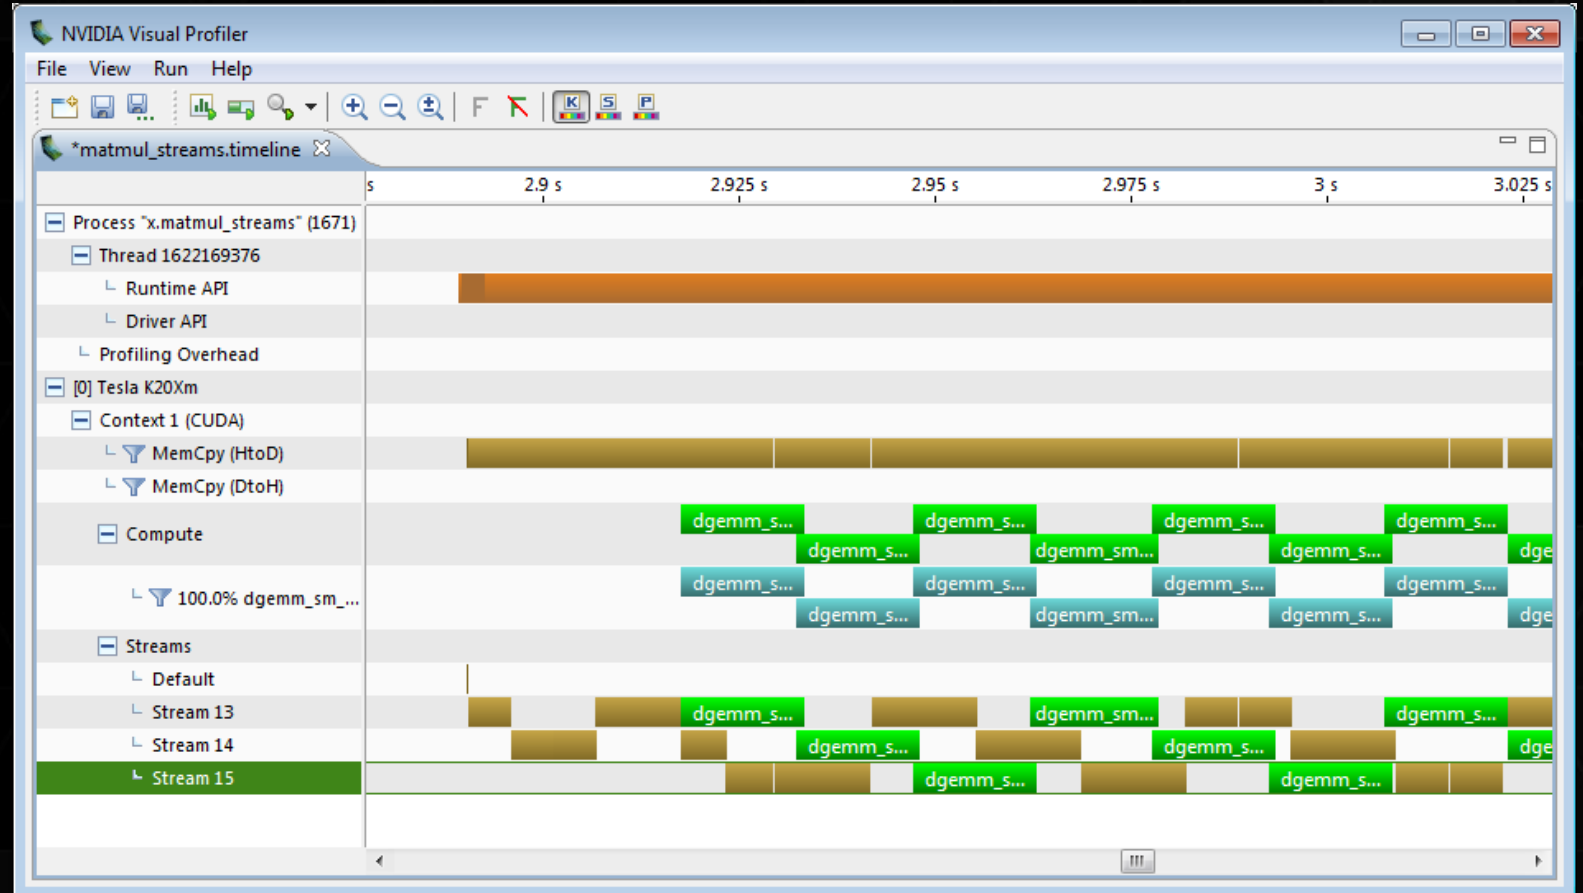 NVIDIA Visual Profiler
File View Run Help
K S P
*matmul_streams.timeline
s 2.9 s 2.925 s 2.95 s 2.975 s 3 s 3.025 s
Process "x.matmul_streams" (1671)
Thread 1622169376
Runtime API
Driver API
Profiling Overhead
[0] Tesla K20Xm
Context 1 (CUDA)
MemCpy (HtoD)
MemCpy (DtoH)
dgemm_s... dgemm_s... dgemm_s... dgemm_s...
Compute
dgemm_s... dgemm_sm... dgemm_s... dge
dgemm_s... dgemm_s... dgemm_s... dgemm_s...
100.0% dgemm_sm_...
dgemm_s... dgemm_sm... dgemm_s... dge
Streams
Default
Stream 13 dgemm_s... dgemm_sm... dgemm_s...
Stream 14 dgemm_s... dgemm_s... dge
Stream 15 dgemm_s... dgemm_s...